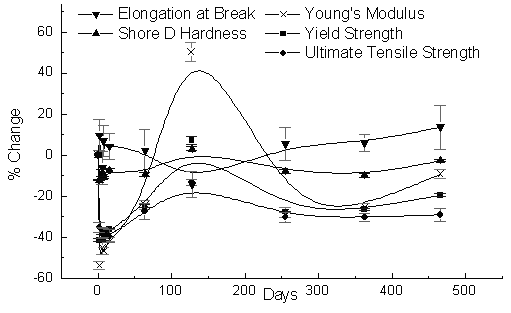 Elongation at Break
Young's Modulus
Shore D Hardness
Yield Strength
Ultimate Tensile Strength
60
40
20
0
-20
-40
-60
% Change
0
100
200
300
400
500
Days